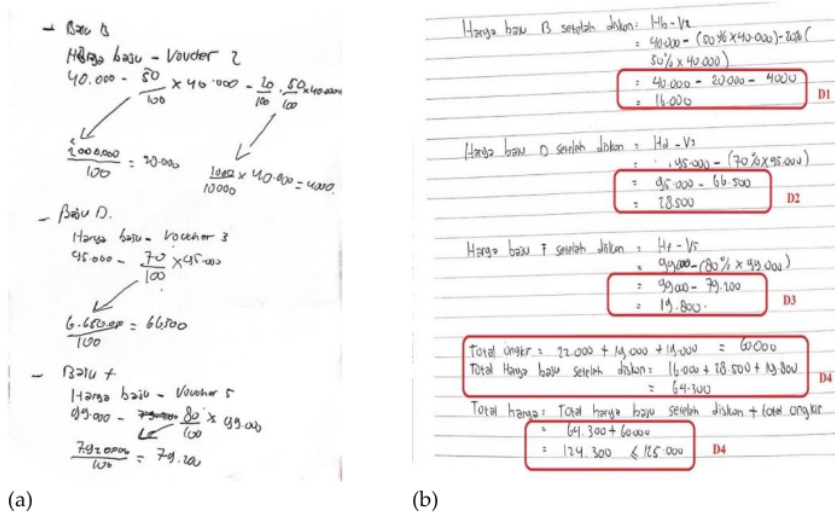 → Baju B
Harga baju - Voucher 2
40.000 - 50/100 × 40.000 - 20/100 . 50/100 × 40.000
2000.000/100 = 20.000
1000/10000 × 40.000 = 4000
- Baju D.
Harga baju - Voucher 3
95.000 - 70/100 × 95.000
6.650.000/100 = 66.500
- Baju F
Harga baju - Voucher 5
99.000 - 80/100 × 99.000
7.920.000/100 = 79.200
(a)
Harga baju B setelah diskon : Hb - V2
= 40.000 - (50% × 40.000) - 20% (
50% × 40.000)
= 40.000 - 20.000 - 4000
= 16.000
D1
Harga baju D setelah diskon : Hd - V3
= 95.000 - (70% × 95.000)
= 95.000 - 66.500
= 28.500
D2
Harga baju F setelah diskon : Hf - V5
= 99.000 - (80% × 99.000)
= 99.000 - 79.200
= 19.800.
D3
Total ongkir : 22.000 + 19.000 + 19.000 = 60000
Total Harga baju setelah diskon : 16.000 + 28.500 + 19.800
= 64.300
D4
Total harga : Total harga baju setelah diskon + total ongkir
= 64.300 + 60000
= 124.300 ≤ 125.000
D4
(b)